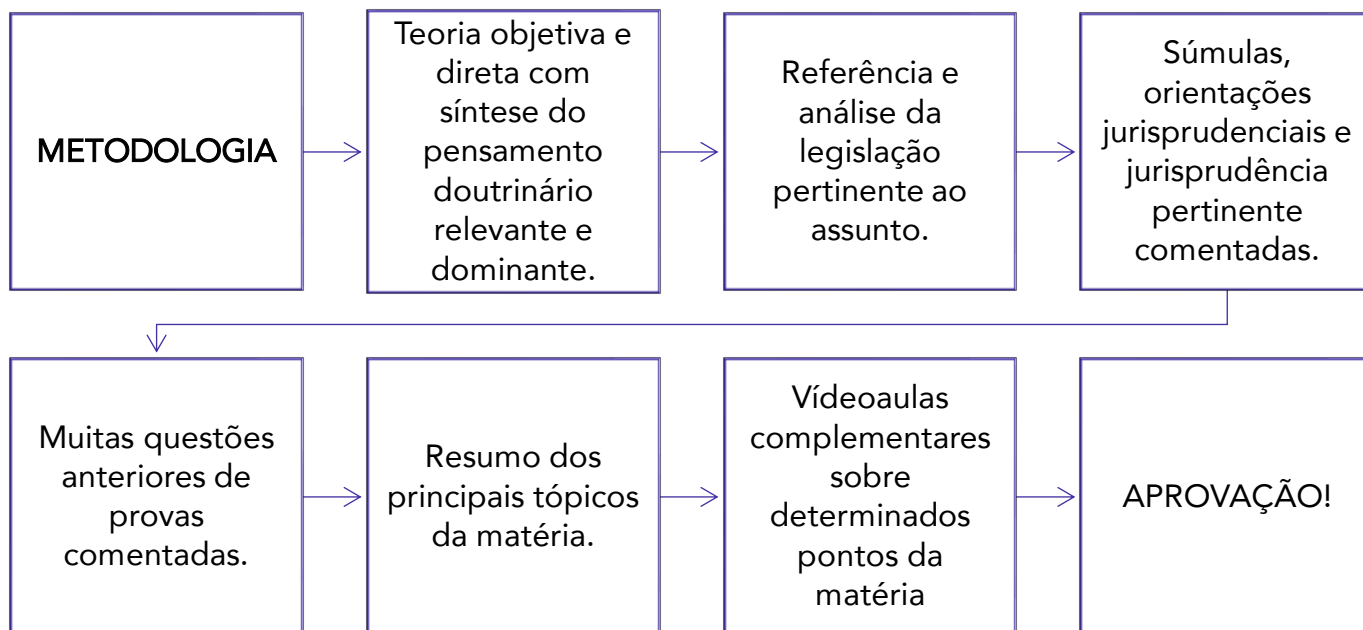 METODOLOGIA
Teoria objetiva e
direta com
síntese do
pensamento
doutrinário
relevante e
dominante.
Referência e
análise da
legislação
pertinente ao
assunto.
Súmulas,
orientações
jurisprudenciais e
jurisprudência
pertinente
comentadas.
Muitas questões
anteriores de
provas
comentadas.
Resumo dos
principais tópicos
da matéria.
Vídeoaulas
complementares
sobre
determinados
pontos da
matéria
APROVAÇÃO!